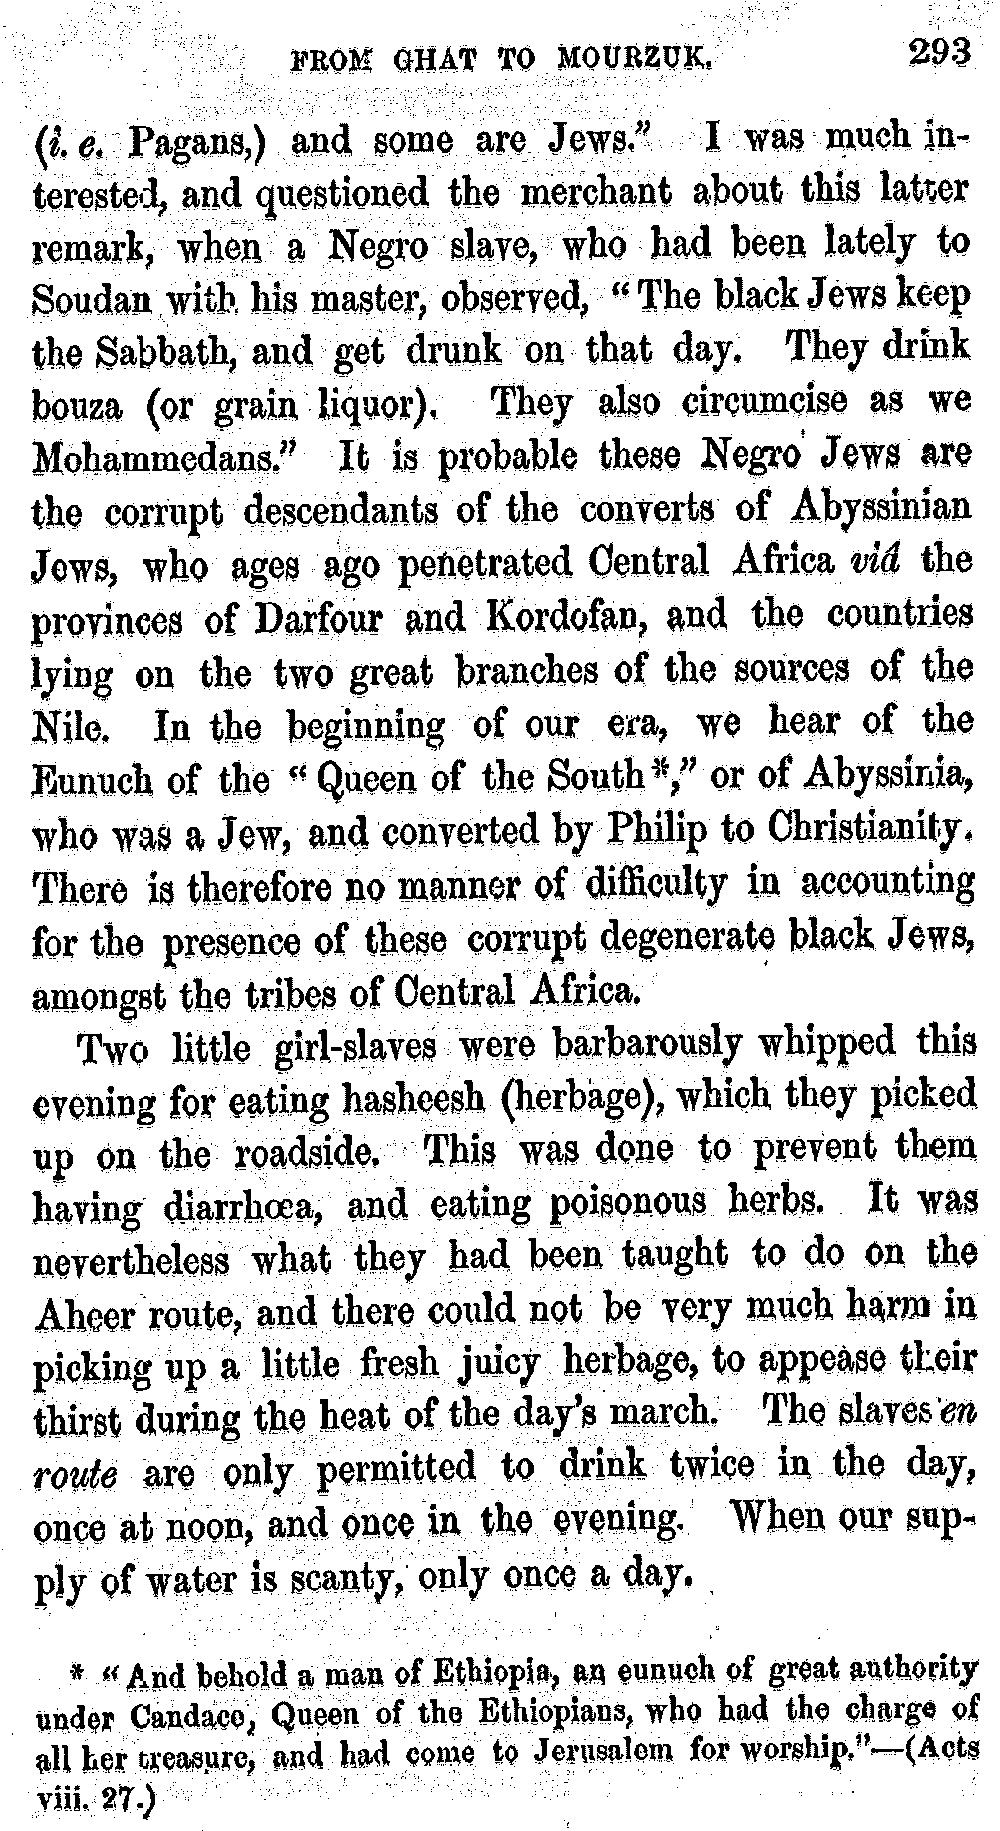 FROM GHAT TO MOURZUK. 293
(i. e. Pagans,) and some are Jews." I was much in-
terested, and questioned the merchant about this latter
remark, when a Negro slave, who had been lately to
Soudan with his master, observed, "The black Jews keep
the Sabbath, and get drunk on that day. They drink
bouza (or grain liquor). They also circumcise as we
Mohammedans." It is probable these Negro Jews are
the corrupt descendants of the converts of Abyssinian
Jews, who ages ago penetrated Central Africa viâ the
provinces of Darfour and Kordofan, and the countries
lying on the two great branches of the sources of the
Nile. In the beginning of our era, we hear of the
Eunuch of the "Queen of the South*," or of Abyssinia,
who was a Jew, and converted by Philip to Christianity.
There is therefore no manner of difficulty in accounting
for the presence of these corrupt degenerate black Jews,
amongst the tribes of Central Africa.
Two little girl-slaves were barbarously whipped this
evening for eating hasheesh (herbage), which they picked
up on the roadside. This was done to prevent them
having diarrhœa, and eating poisonous herbs. It was
nevertheless what they had been taught to do on the
Aheer route, and there could not be very much harm in
picking up a little fresh juicy herbage, to appease their
thirst during the heat of the day's march. The slaves en
route are only permitted to drink twice in the day,
once at noon, and once in the evening. When our sup-
ply of water is scanty, only once a day.
* "And behold a man of Ethiopia, an eunuch of great authority
under Candace, Queen of the Ethiopians, who had the charge of
all her treasure, and had come to Jerusalem for worship."—(Acts
viii. 27.)